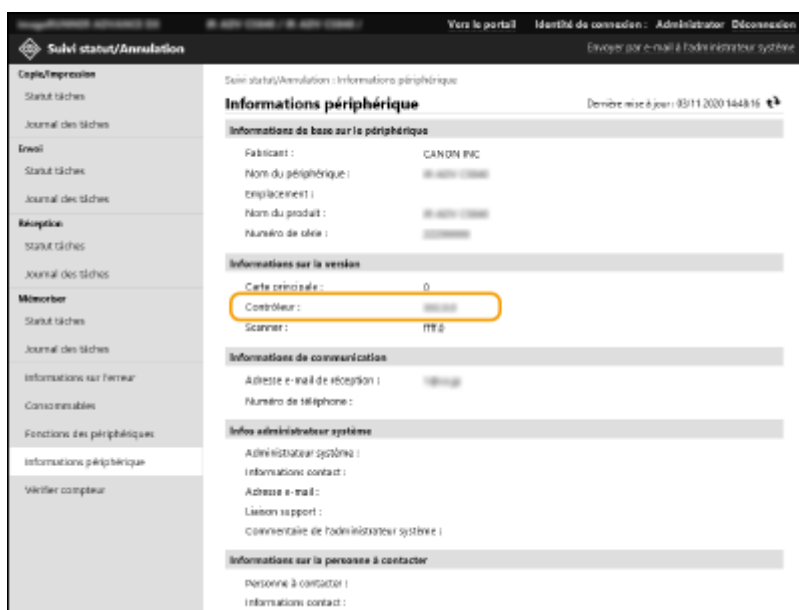 Vers le portail Identité de connexion : Administrator Déconnexion
Suivi statut/Annulation
Envoyer par e-mail à l'administrateur système
Copie/Impression
Statut tâches
Journal des tâches
Envoi
Statut tâches
Journal des tâches
Réception
Statut tâches
Journal des tâches
Mémoriser
Statut tâches
Journal des tâches
Informations sur l'erreur
Consommables
Fonctions des périphériques
Informations périphérique
Vérifier compteur
Suivi statut/Annulation : Informations périphérique
Informations périphérique
Dernière mise à jour : 03/11 2020 14:48:16
Informations de base sur le périphérique
Fabricant : CANON INC
Nom du périphérique :
Emplacement :
Nom du produit :
Numéro de série :
Informations sur la version
Carte principale : 0
Contrôleur :
Scanner : ffff.ö
Informations de communication
Adresse e-mail de réception :
Numéro de téléphone :
Infos administrateur système
Administrateur système :
Informations contact :
Adresse e-mail :
Liaison support :
Commentaire de l'administrateur système :
Informations sur la personne à contacter
Personne à contacter :
Informations contact :